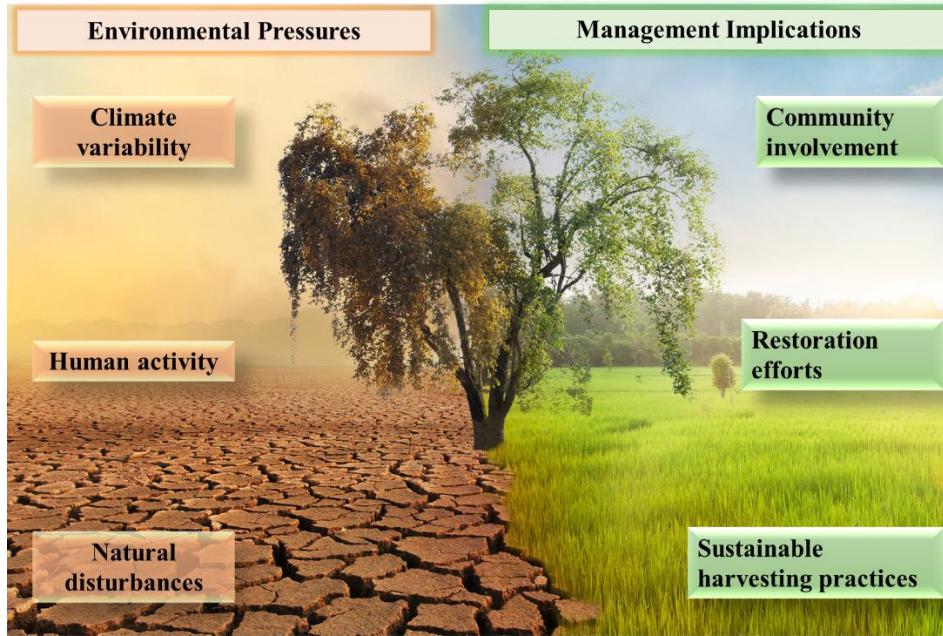 Environmental Pressures
Management Implications
Climate
variability
Community
involvement
Human activity
Restoration
efforts
Natural
disturbances
Sustainable
harvesting practices